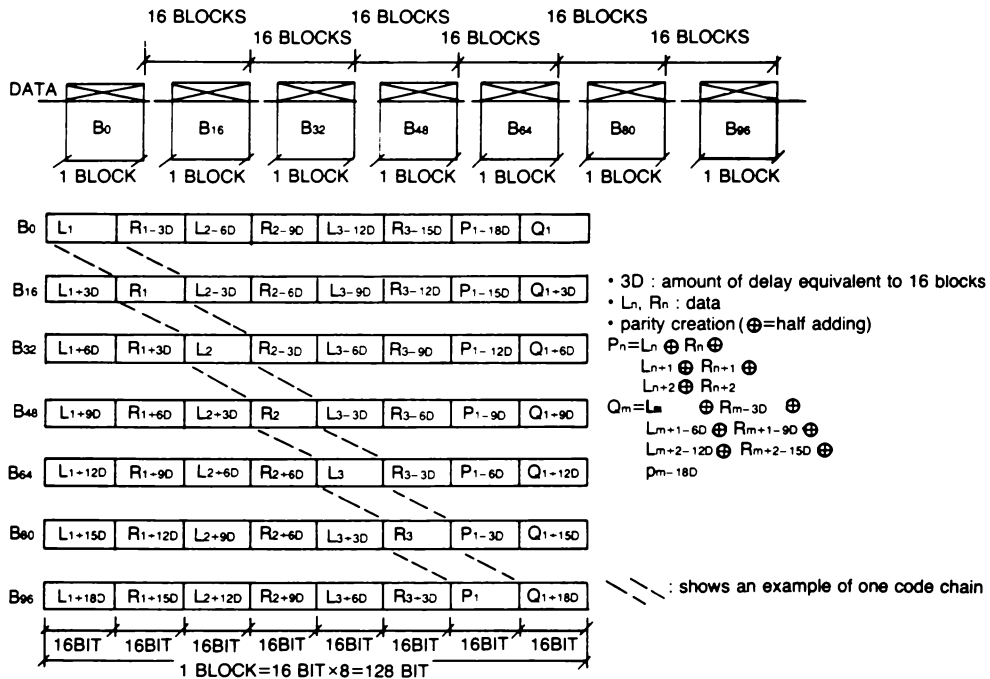 16 BLOCKS 16 BLOCKS 16 BLOCKS
16 BLOCKS 16 BLOCKS 16 BLOCKS
DATA
B0 B16 B32 B48 B64 B80 B96
1 BLOCK 1 BLOCK 1 BLOCK 1 BLOCK 1 BLOCK 1 BLOCK 1 BLOCK
B0 L1 R1-3D L2-6D R2-9D L3-12D R3-15D P1-18D Q1
B16 L1+3D R1 L2-3D R2-6D L3-9D R3-12D P1-15D Q1+3D
B32 L1+6D R1+3D L2 R2-3D L3-6D R3-9D P1-12D Q1+6D
B48 L1+9D R1+6D L2+3D R2 L3-3D R3-6D P1-9D Q1+9D
B64 L1+12D R1+9D L2+6D R2+6D L3 R3-3D P1-6D Q1+12D
B80 L1+15D R1+12D L2+9D R2+6D L3+3D R3 P1-3D Q1+15D
B96 L1+18D R1+15D L2+12D R2+9D L3+6D R3+3D P1 Q1+18D
16BIT 16BIT 16BIT 16BIT 16BIT 16BIT 16BIT 16BIT
1 BLOCK=16 BIT×8=128 BIT
• 3D : amount of delay equivalent to 16 blocks
• Ln, Rn : data
• parity creation (⊕=half adding)
Pn=Ln ⊕ Rn ⊕
Ln+1 ⊕ Rn+1 ⊕
Ln+2 ⊕ Rn+2
Qm=Lm ⊕ Rm-3D ⊕
Lm+1-6D ⊕ Rm+1-9D ⊕
Lm+2-12D ⊕ Rm+2-15D ⊕
pm-18D
: shows an example of one code chain